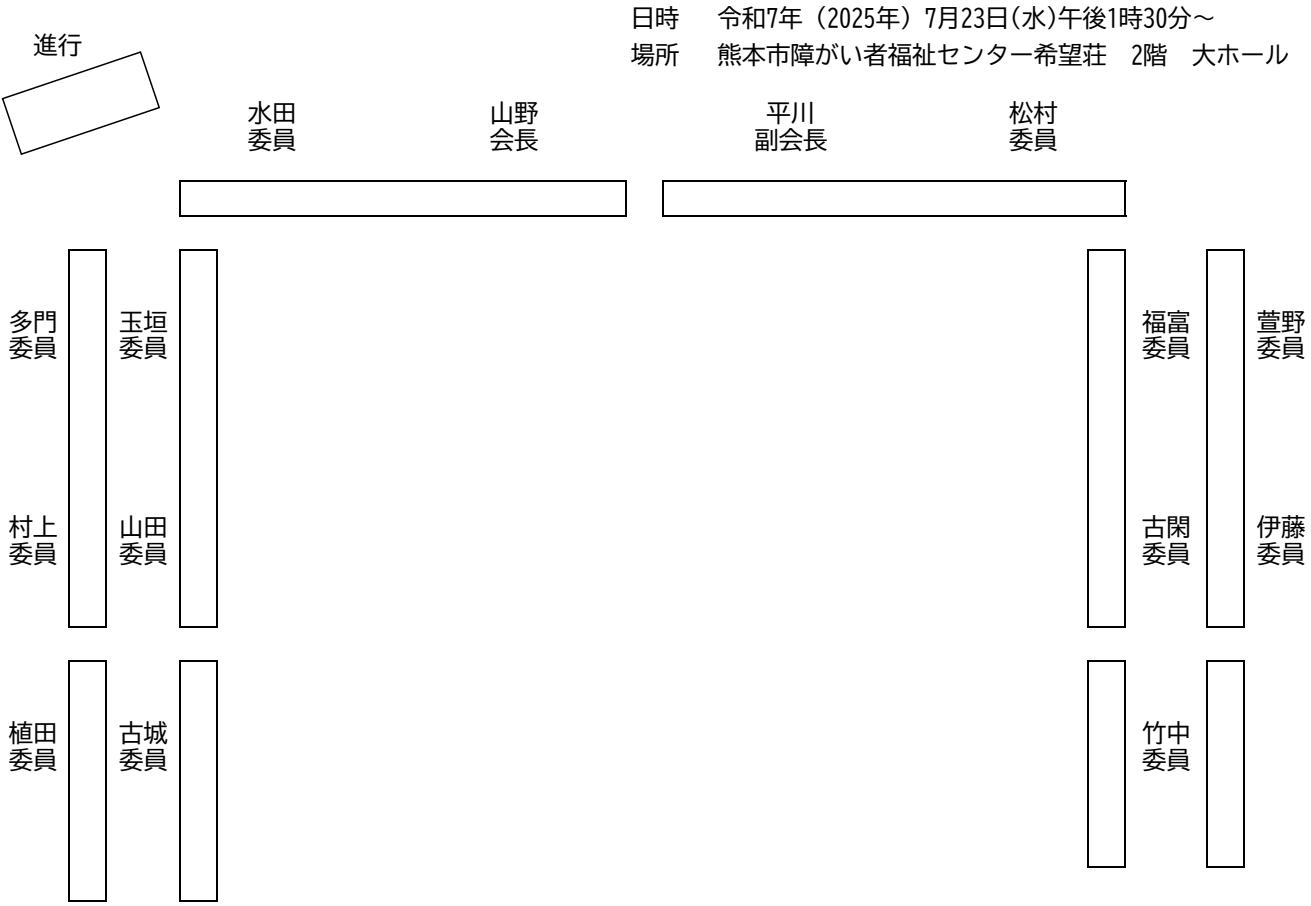 日時　令和7年（2025年）7月23日(水)午後1時30分～
場所　熊本市障がい者福祉センター希望荘　2階　大ホール
進行
水田
委員
山野
会長
平川
副会長
松村
委員
多門
委員
玉垣
委員
福富
委員
萱野
委員
村上
委員
山田
委員
古閑
委員
伊藤
委員
植田
委員
古城
委員
竹中
委員